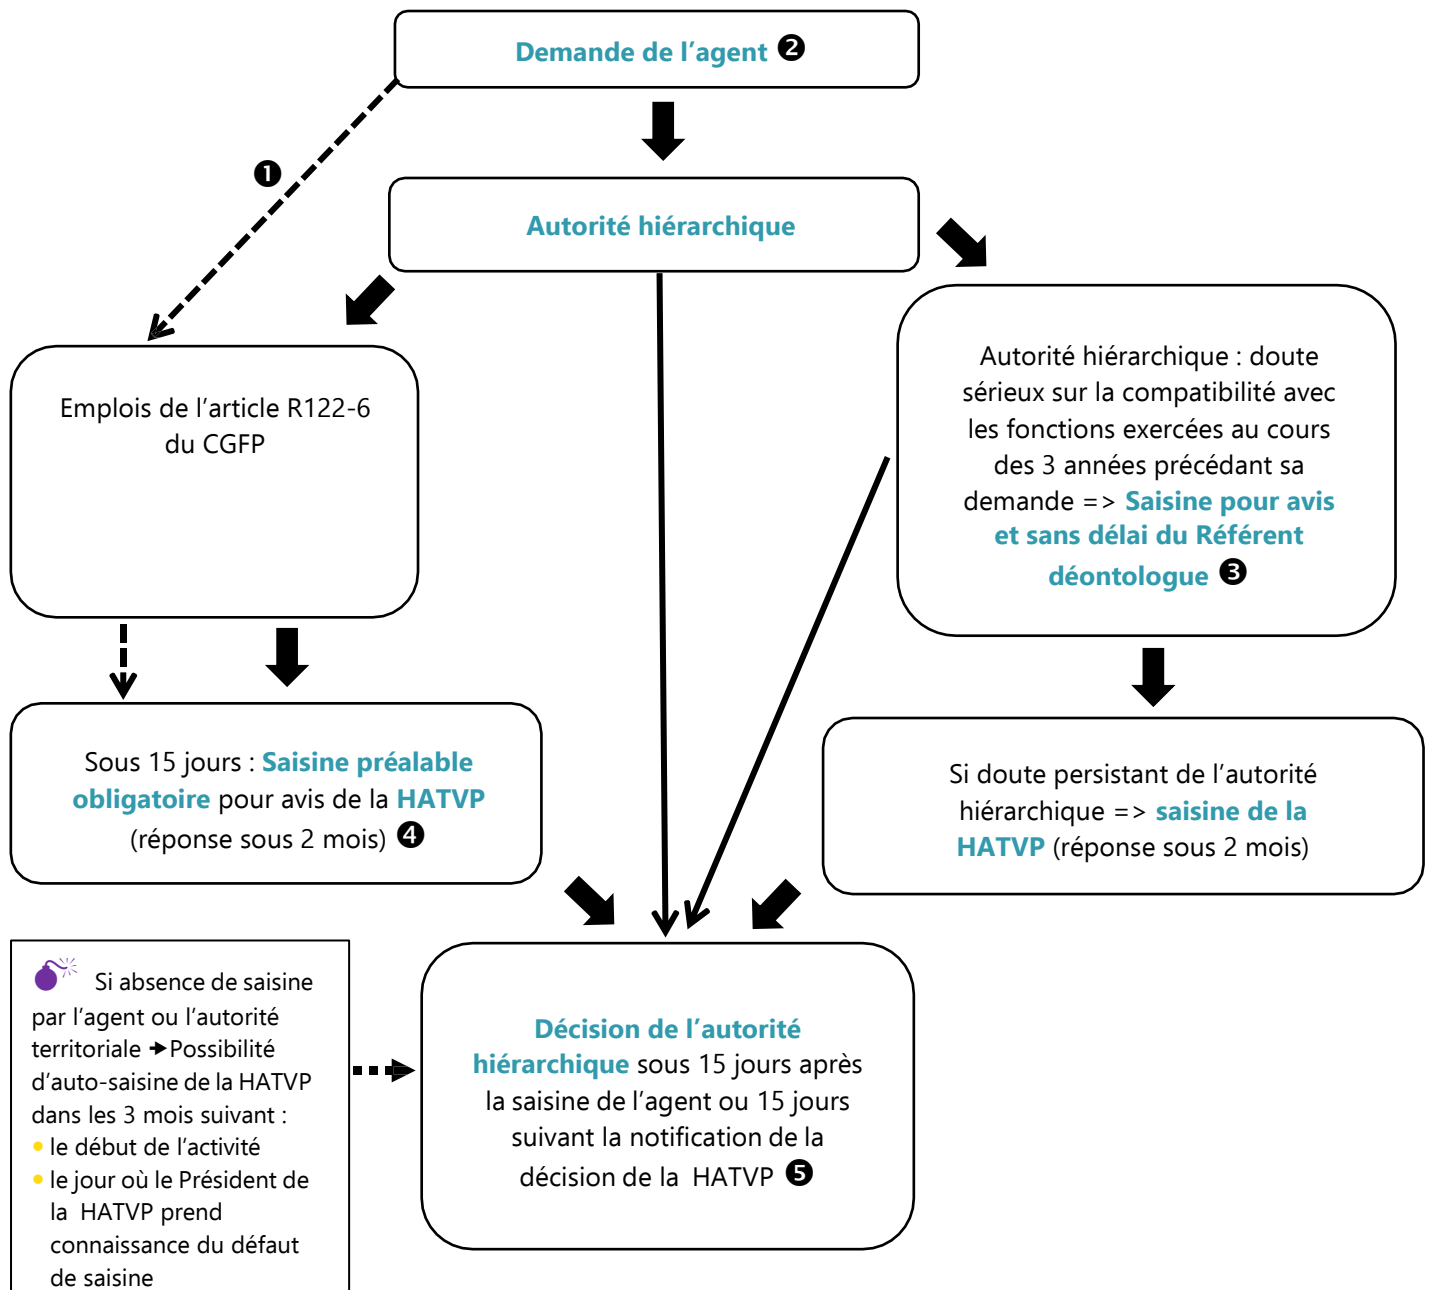 Demande de l'agent ❷
❶
Autorité hiérarchique
Emplois de l'article R122-6
du CGFP
Autorité hiérarchique : doute
sérieux sur la compatibilité avec
les fonctions exercées au cours
des 3 années précédant sa
demande => Saisine pour avis
et sans délai du Référent
déontologue ❸
Sous 15 jours : Saisine préalable
obligatoire pour avis de la HATVP
(réponse sous 2 mois) ❹
Si doute persistant de l'autorité
hiérarchique => saisine de la
HATVP (réponse sous 2 mois)
Si absence de saisine
par l'agent ou l'autorité
territoriale ➔Possibilité
d'auto-saisine de la HATVP
dans les 3 mois suivant :
• le début de l'activité
• le jour où le Président de
la HATVP prend
connaissance du défaut
de saisine
Décision de l'autorité
hiérarchique sous 15 jours après
la saisine de l'agent ou 15 jours
suivant la notification de la
décision de la HATVP ❺